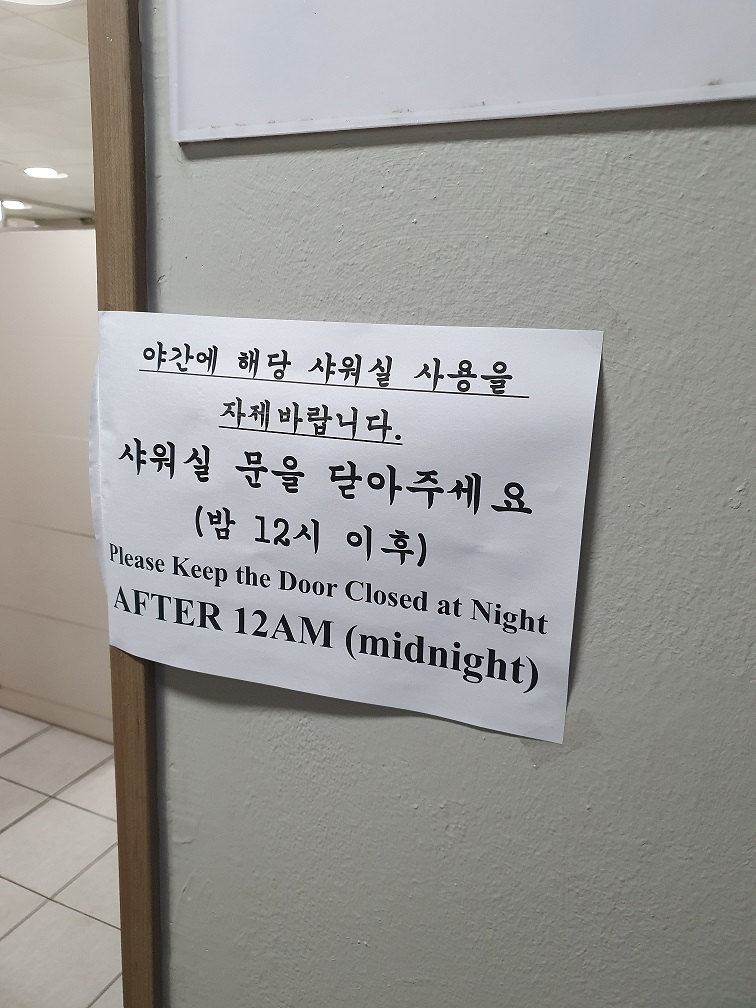 야간에 해당 샤워실 사용을
자제바랍니다.
샤워실 문을 닫아주세요
(밤 12시 이후)
Please Keep the Door Closed at Night
AFTER 12AM (midnight)